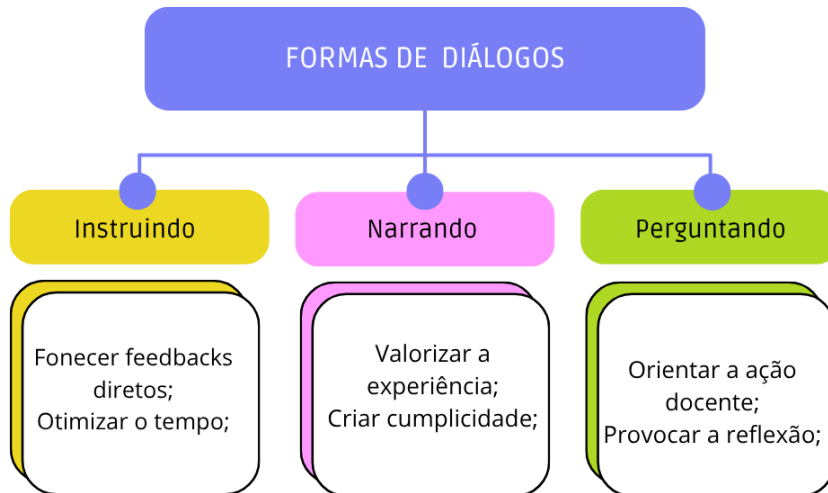 FORMAS DE DIÁLOGOS
Instruindo
Narrando
Perguntando
Fonecer feedbacks
diretos;
Otimizar o tempo;
Valorizar a
experiência;
Criar cumplicidade;
Orientar a ação
docente;
Provocar a reflexão;